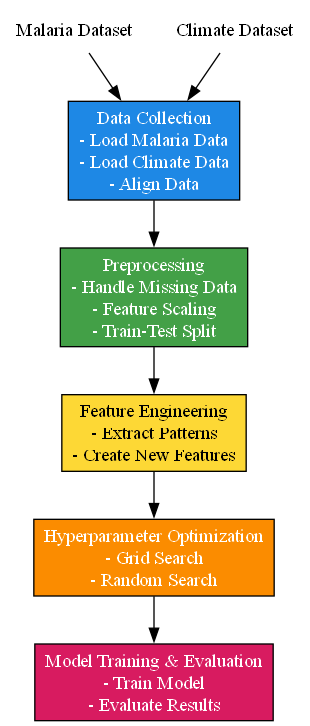 Malaria Dataset
Climate Dataset
Data Collection
- Load Malaria Data
- Load Climate Data
- Align Data
Preprocessing
- Handle Missing Data
- Feature Scaling
- Train-Test Split
Feature Engineering
- Extract Patterns
- Create New Features
Hyperparameter Optimization
- Grid Search
- Random Search
Model Training & Evaluation
- Train Model
- Evaluate Results